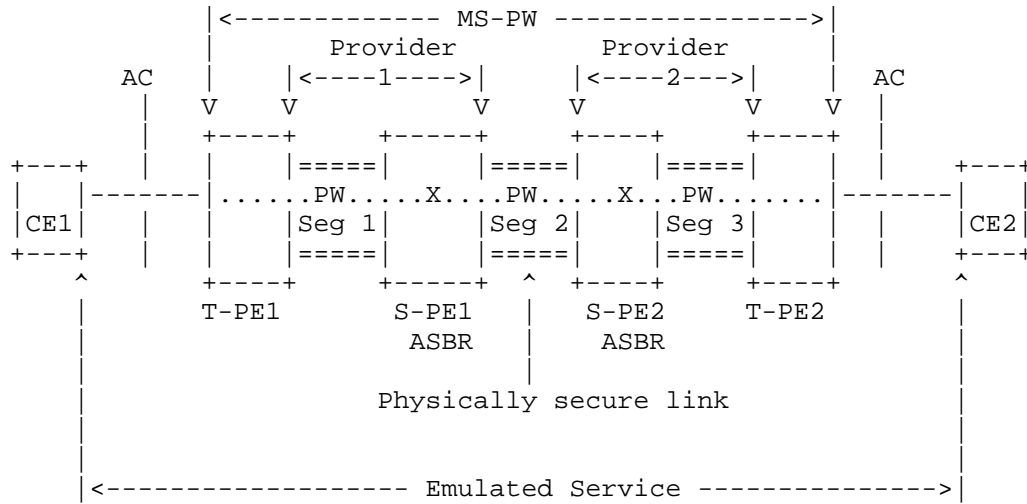 |<------------- MS-PW --------------->|
Provider Provider
AC |<----1---->| |<----2--->| AC
V V V V V V
|=====| |=====| |=====|
|-------|......PW.....X....PW.....X...PW.......|-------|
|CE1| |Seg 1| |Seg 2| |Seg 3| |CE2|
|=====| |=====| |=====|
T-PE1 S-PE1 S-PE2 T-PE2
ASBR ASBR
Physically secure link
|<------------------ Emulated Service --------------->|